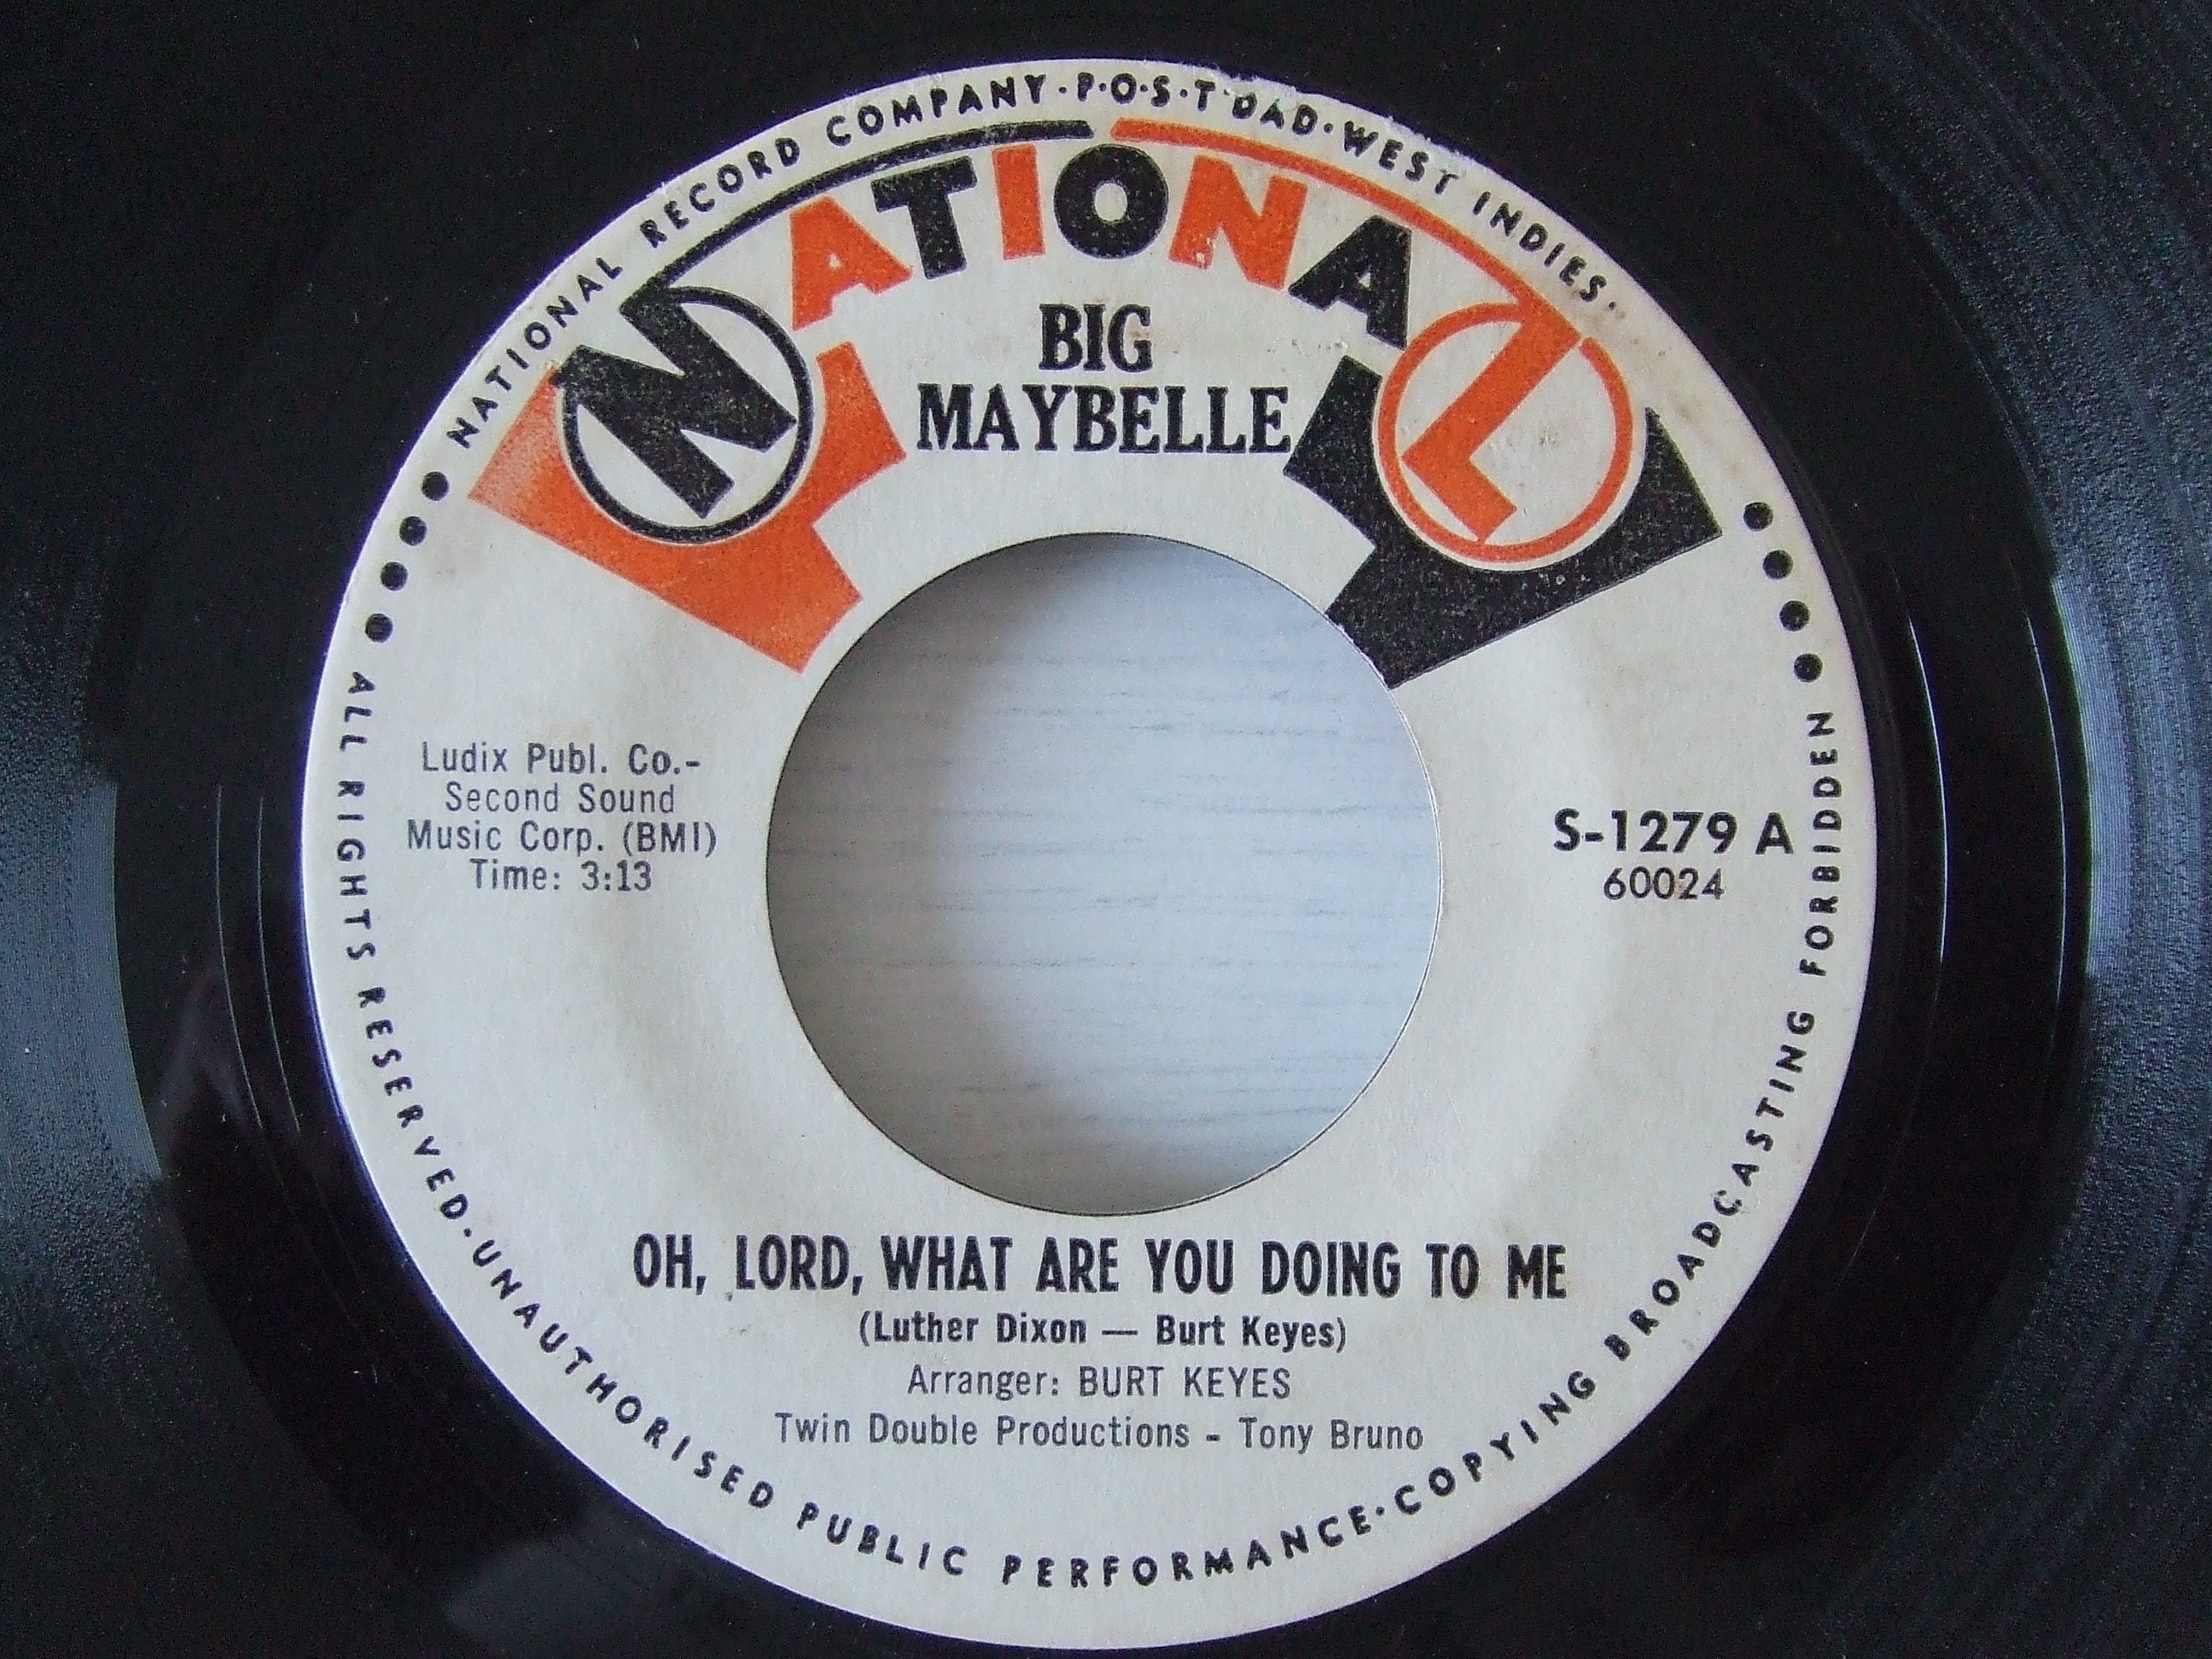 NATIONAL RECORD COMPANY·P·O·S·T'DAD·WEST INDIES·
NATIONAL
BIG
MAYBELLE
Ludix Publ. Co.-
Second Sound
Music Corp. (BMI)
Time: 3:13
S-1279 A
60024
OH, LORD, WHAT ARE YOU DOING TO ME
(Luther Dixon — Burt Keyes)
Arranger: BURT KEYES
Twin Double Productions - Tony Bruno
ALL RIGHTS RESERVED·UNAUTHORISED PUBLIC PERFORMANCE·COPYING BROADCASTING FORBIDDEN